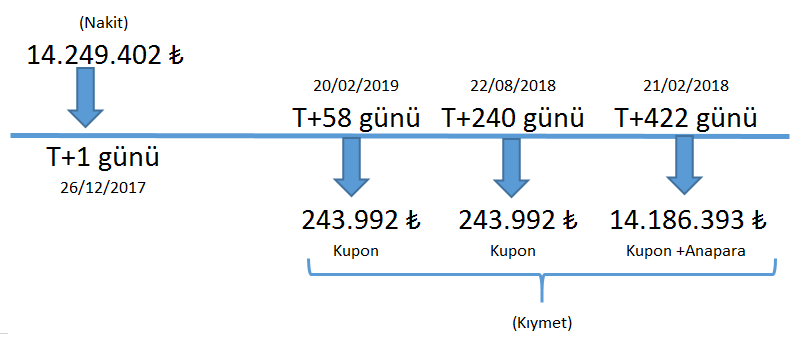 (Nakit)
14.249.402 ₺
20/02/2019 22/08/2018 21/02/2018
T+58 günü T+240 günü T+422 günü
T+1 günü
26/12/2017
243.992 ₺ 243.992 ₺ 14.186.393 ₺
Kupon Kupon Kupon +Anapara
(Kıymet)